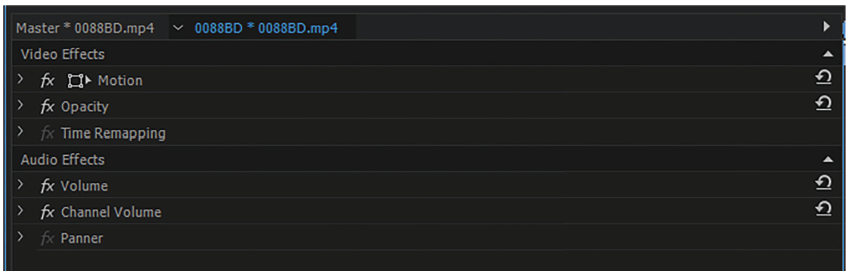 Master * 0088BD.mp4 0088BD * 0088BD.mp4
Video Effects
fx Motion
fx Opacity
fx Time Remapping
Audio Effects
fx Volume
fx Channel Volume
fx Panner